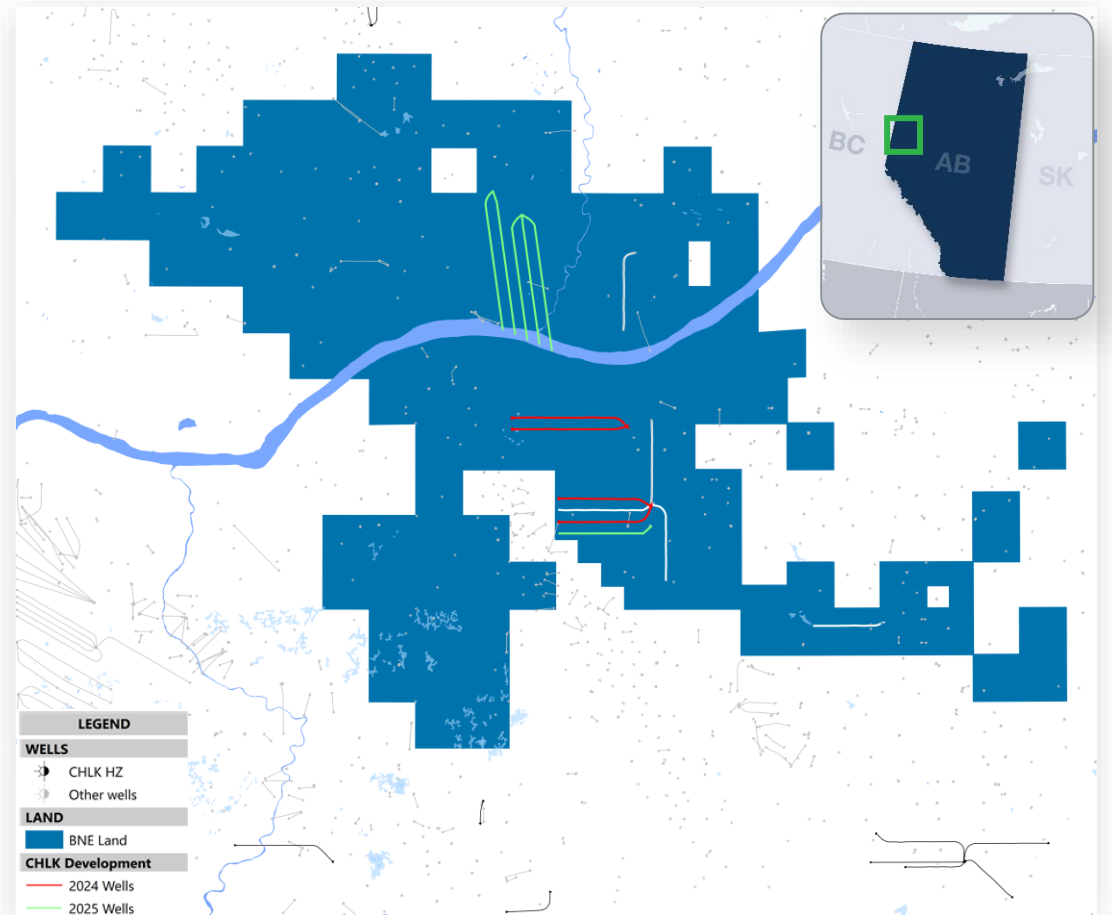 BC
AB
SK
LEGEND
WELLS
CHLK HZ
Other wells
LAND
BNE Land
CHLK Development
2024 Wells
2025 Wells